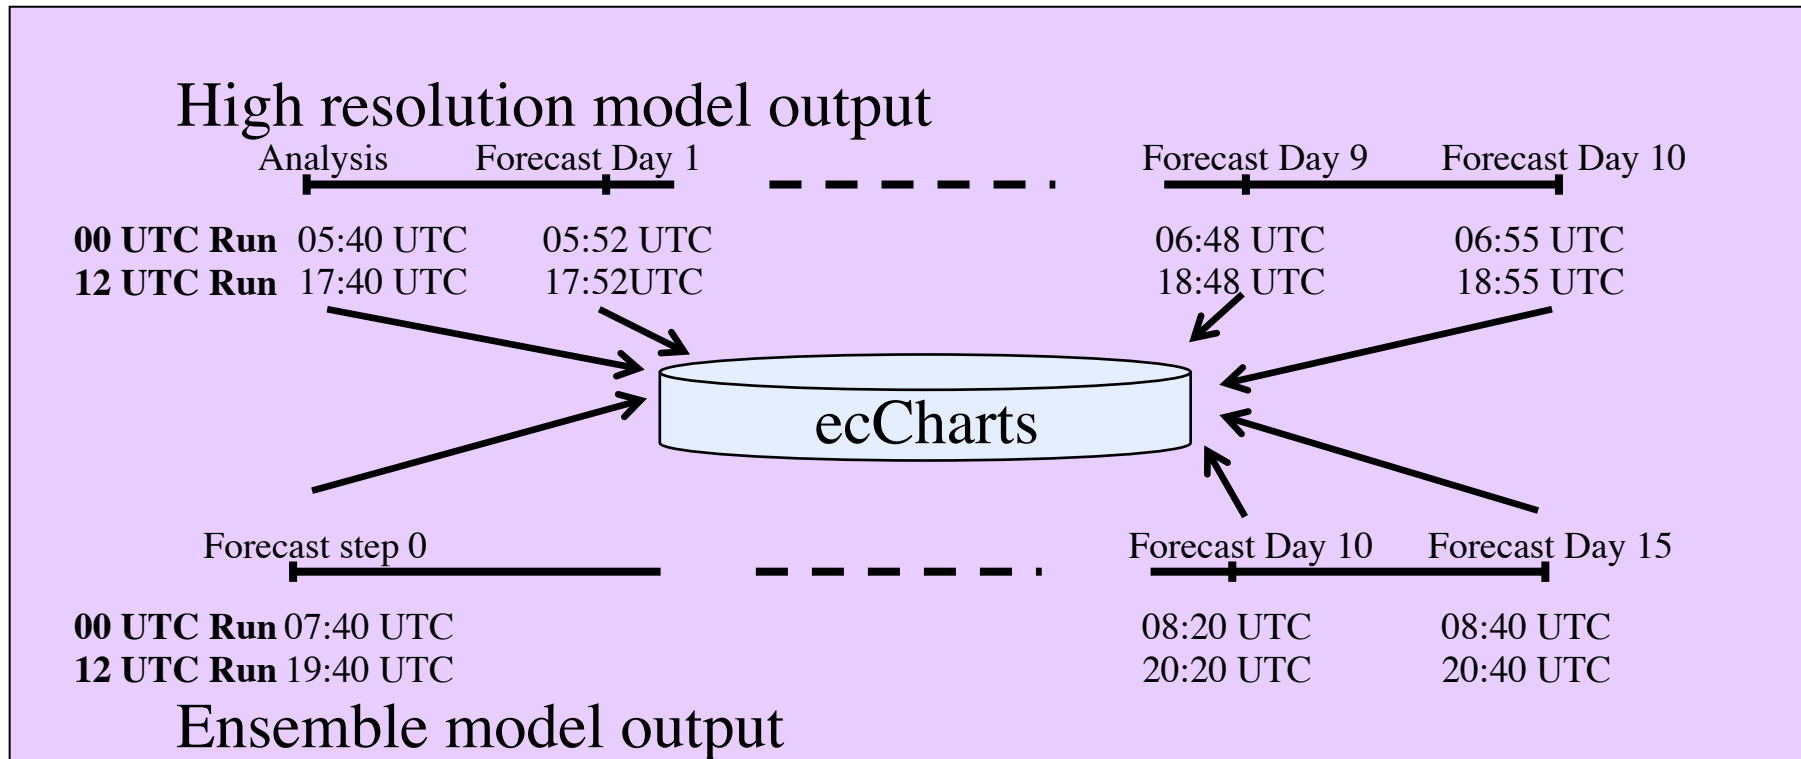 High resolution model output
Analysis Forecast Day 1 Forecast Day 9 Forecast Day 10
00 UTC Run 05:40 UTC 05:52 UTC 06:48 UTC 06:55 UTC
12 UTC Run 17:40 UTC 17:52UTC 18:48 UTC 18:55 UTC
ecCharts
Forecast step 0 Forecast Day 10 Forecast Day 15
00 UTC Run 07:40 UTC 08:20 UTC 08:40 UTC
12 UTC Run 19:40 UTC 20:20 UTC 20:40 UTC
Ensemble model output